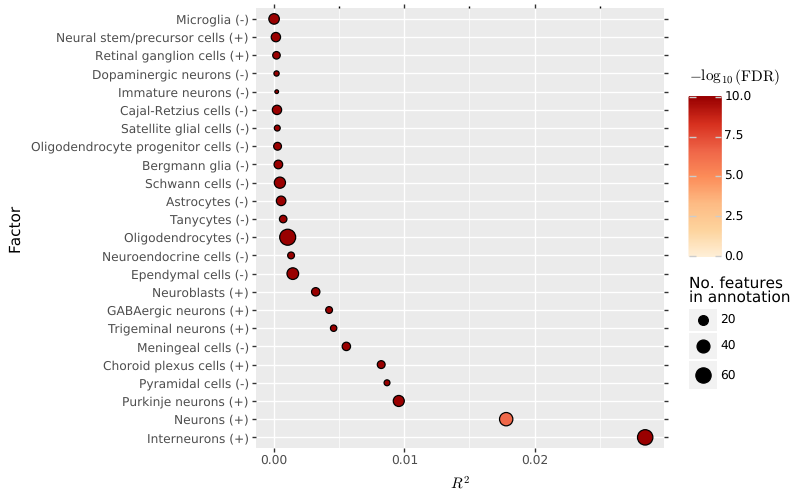 Microglia (-)
Neural stem/precursor cells (+)
Retinal ganglion cells (+)
Dopaminergic neurons (-)
Immature neurons (-)
Cajal-Retzius cells (-)
Satellite glial cells (-)
Oligodendrocyte progenitor cells (-)
Bergmann glia (-)
Schwann cells (-)
Astrocytes (-)
Tanycytes (-)
Oligodendrocytes (-)
Neuroendocrine cells (-)
Ependymal cells (-)
Neuroblasts (+)
GABAergic neurons (+)
Trigeminal neurons (+)
Meningeal cells (-)
Choroid plexus cells (+)
Pyramidal cells (-)
Purkinje neurons (+)
Neurons (+)
Interneurons (+)
Factor
0.00 0.01 0.02
R²
−log₁₀(FDR)
10.0
7.5
5.0
2.5
0.0
No. features
in annotation
20
40
60